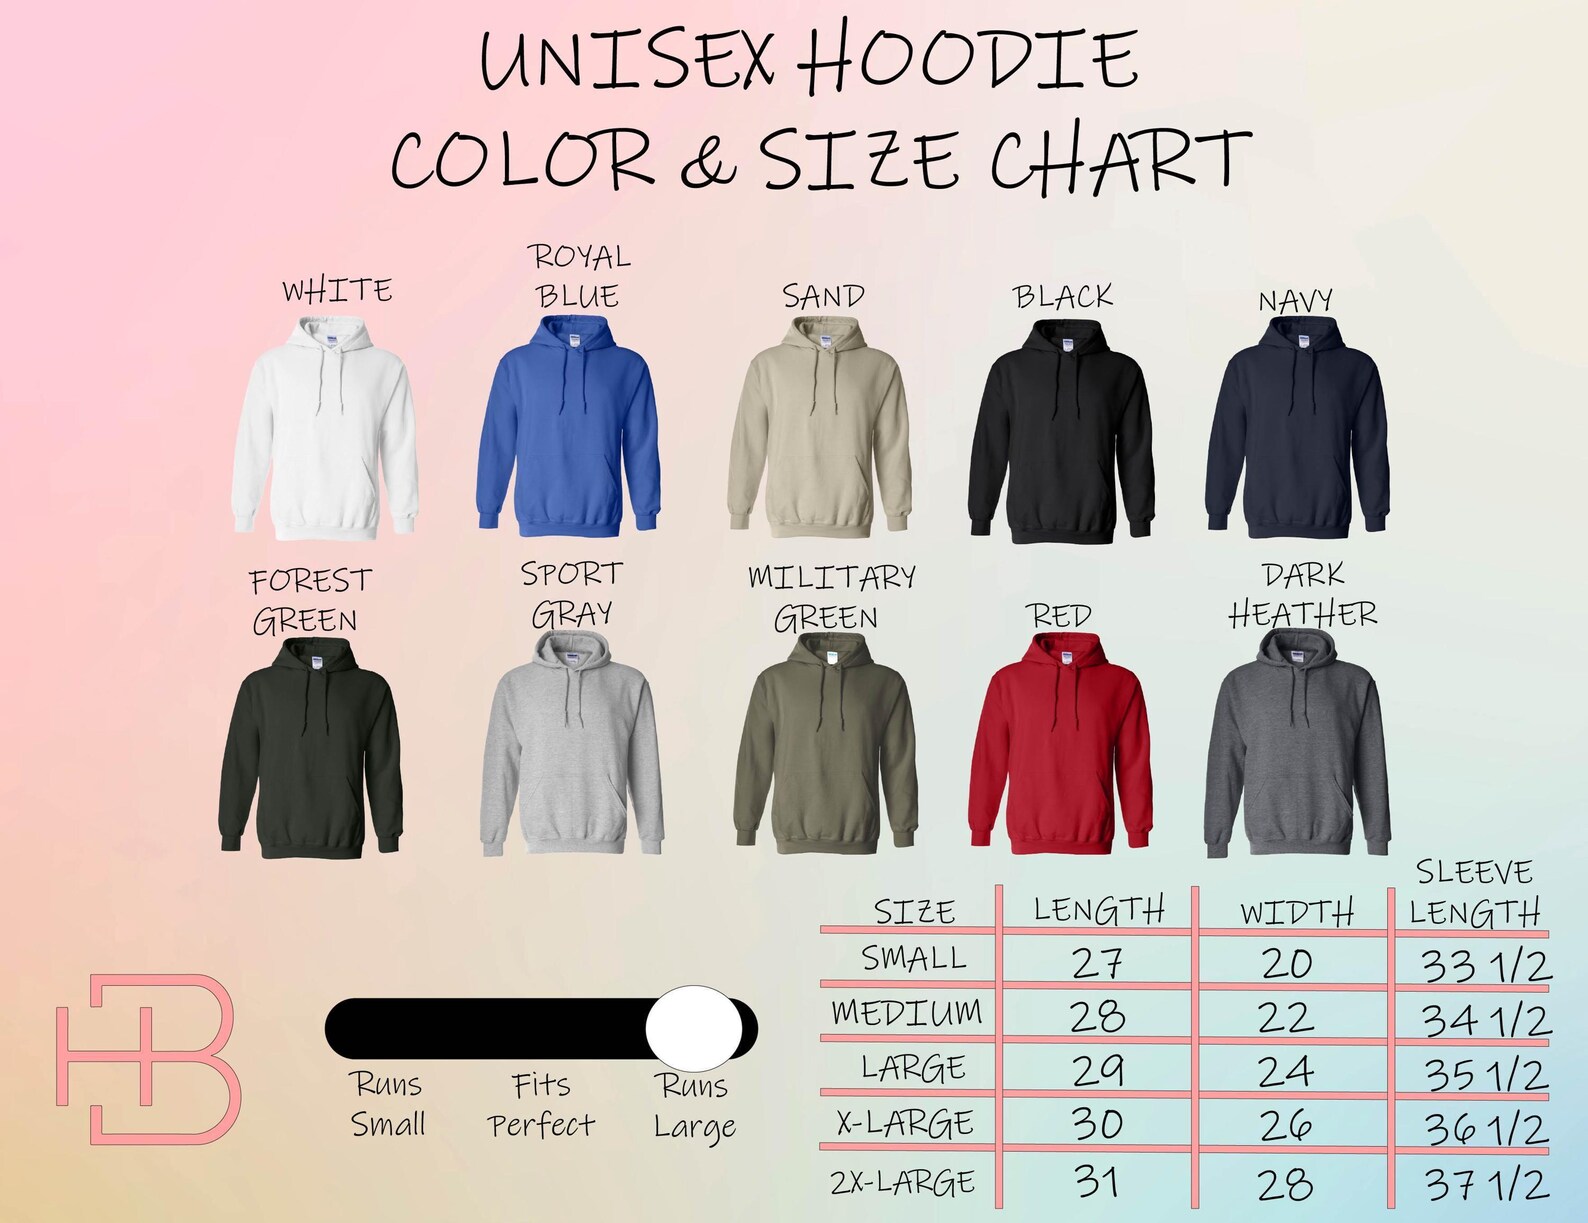 UNISEX HOODIE
COLOR & SIZE CHART
WHITE
ROYAL
BLUE
SAND
BLACK
NAVY
FOREST
GREEN
SPORT
GRAY
MILITARY
GREEN
RED
DARK
HEATHER
HB
Runs
Small
Fits
Perfect
Runs
Large
SIZE LENGTH WIDTH SLEEVE LENGTH
SMALL 27 20 33 1/2
MEDIUM 28 22 34 1/2
LARGE 29 24 35 1/2
X-LARGE 30 26 36 1/2
2X-LARGE 31 28 37 1/2